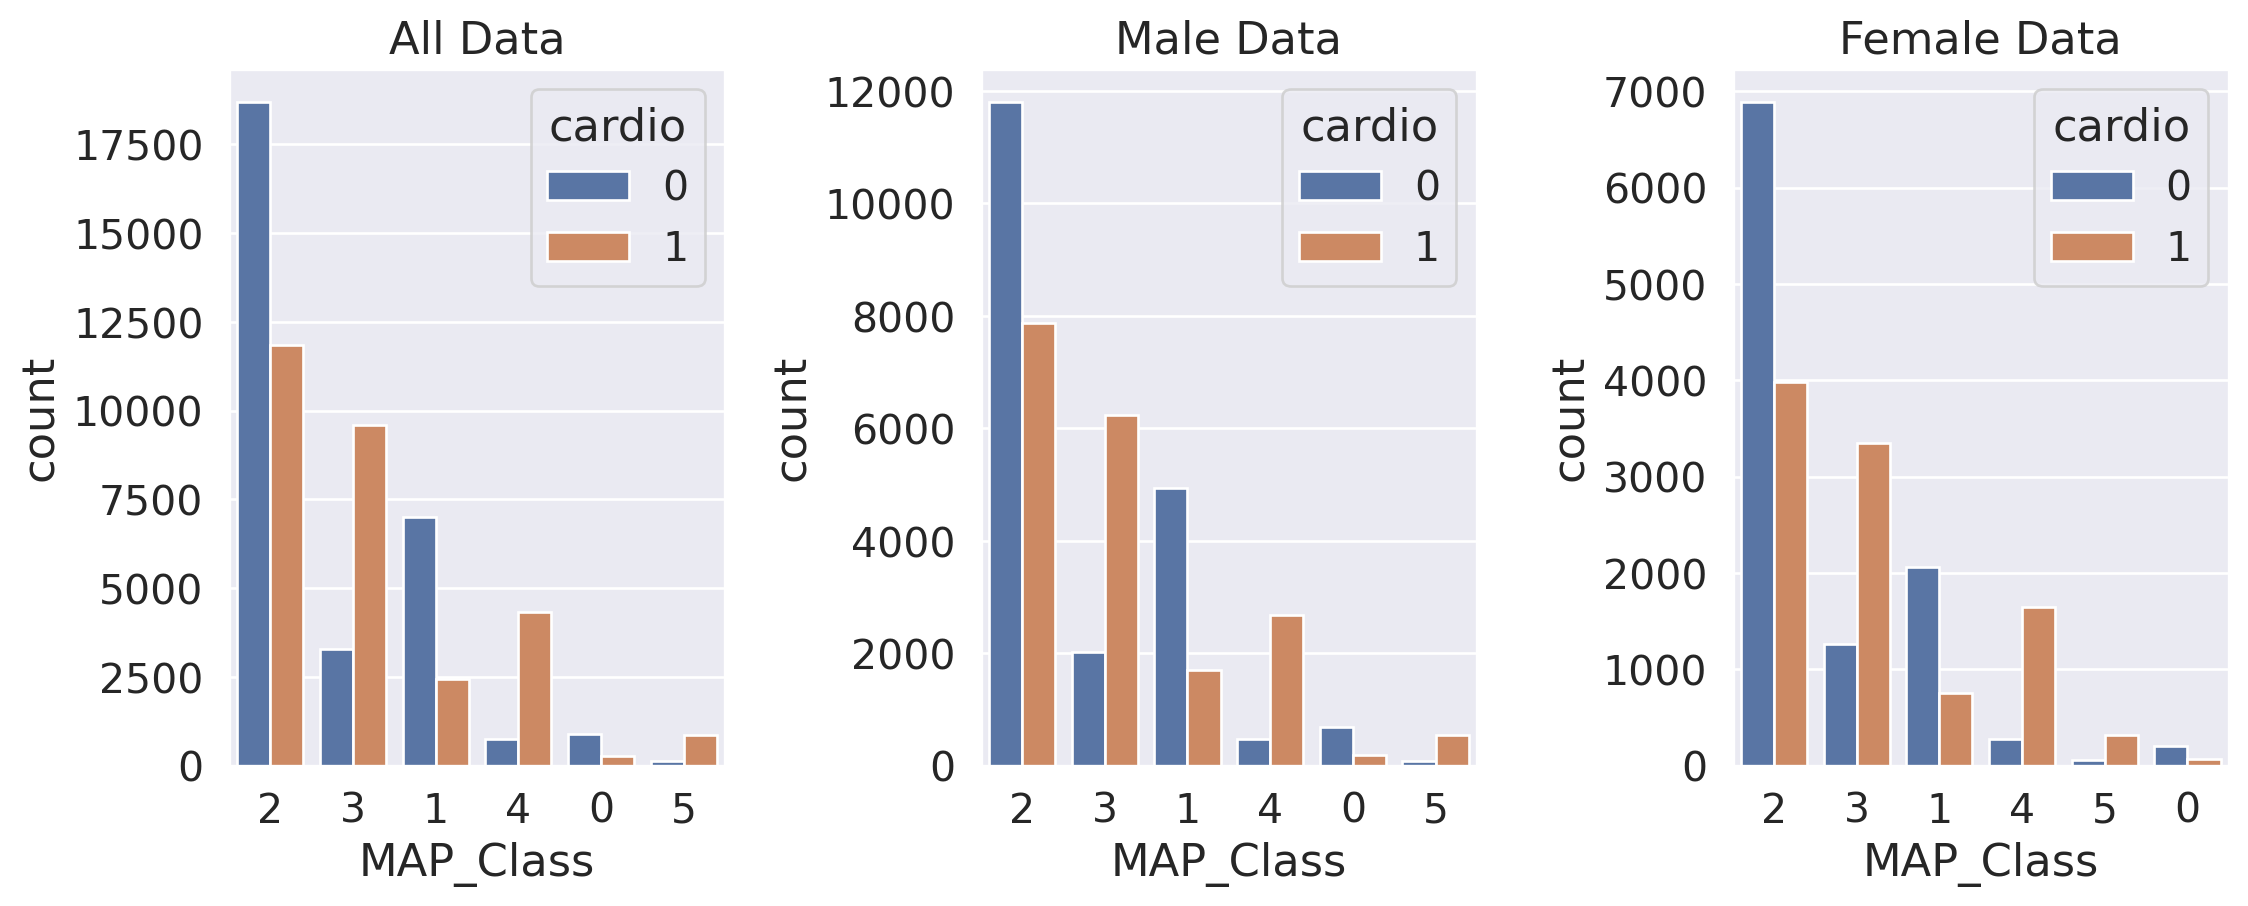 All Data
17500
15000
12500
10000
7500
5000
2500
0
count
cardio
0
1
2 3 1 4 0 5
MAP_Class
Male Data
12000
10000
8000
6000
4000
2000
0
count
cardio
0
1
2 3 1 4 0 5
MAP_Class
Female Data
7000
6000
5000
4000
3000
2000
1000
0
count
cardio
0
1
2 3 1 4 5 0
MAP_Class